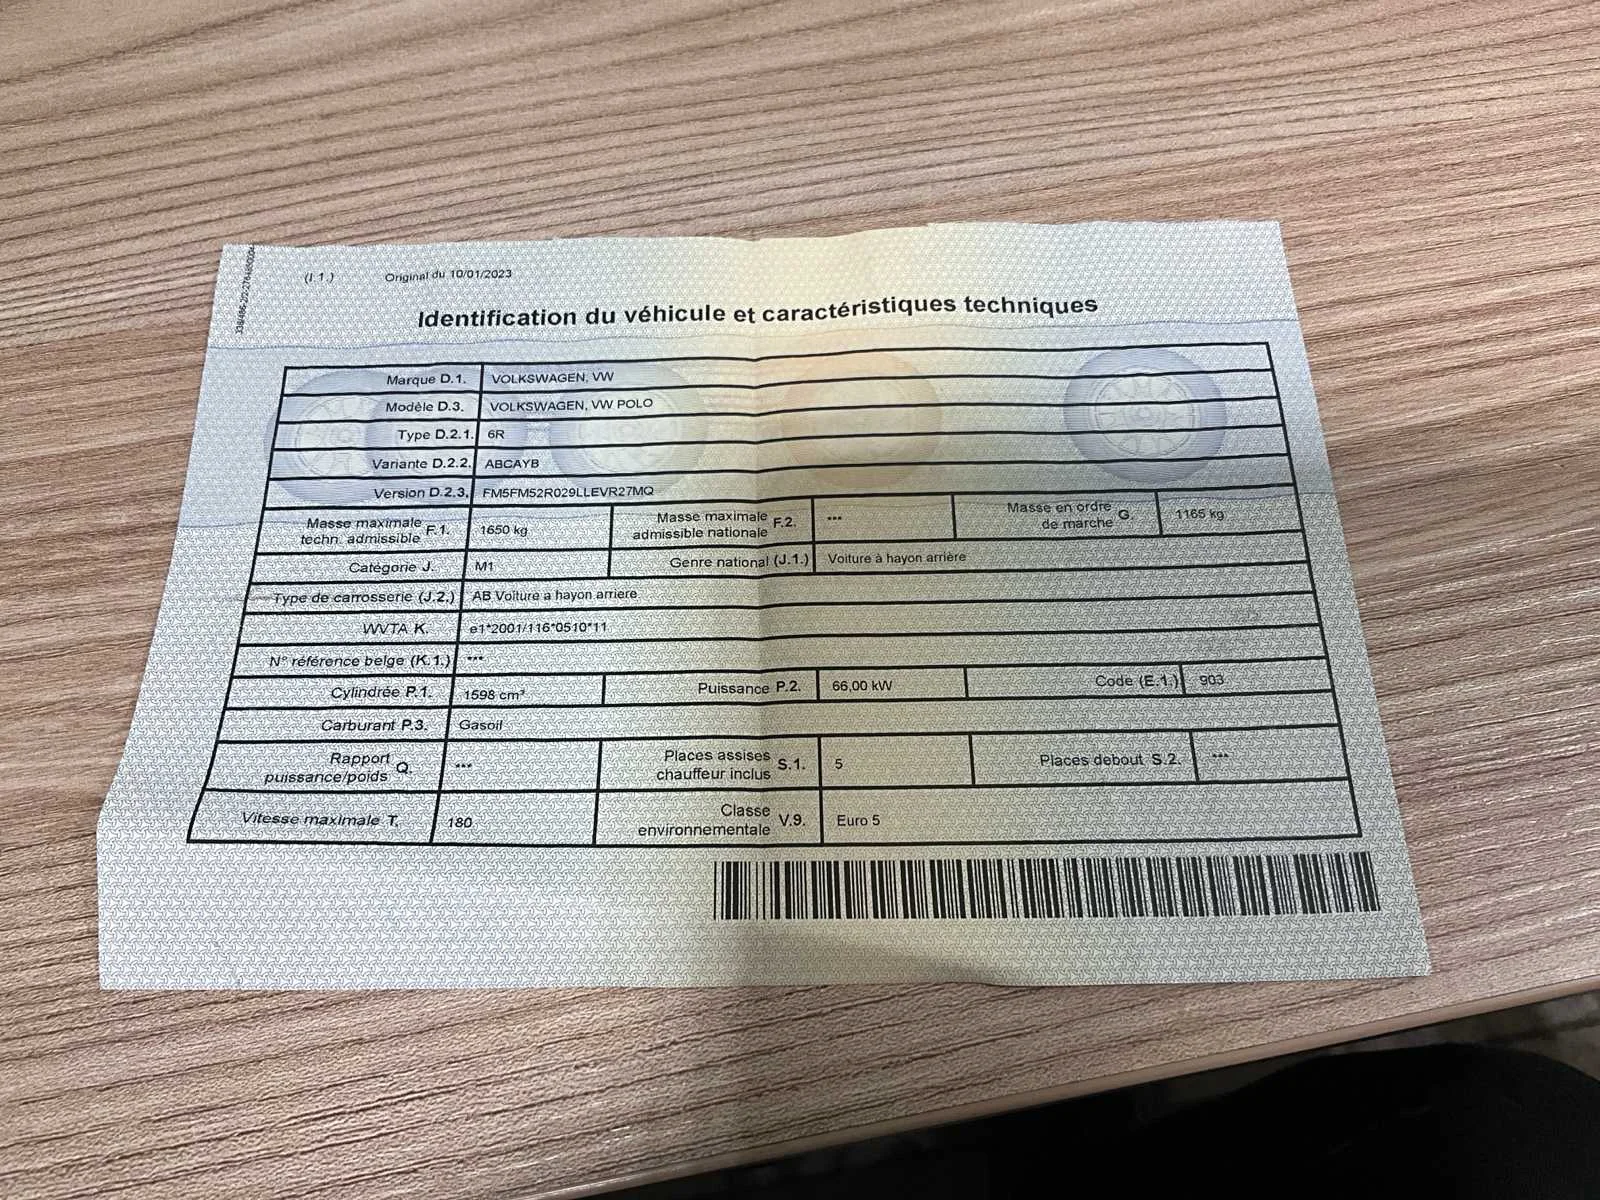 (I.1.) Original du 10/01/2023
Identification du véhicule et caractéristiques techniques
Marque D.1. VOLKSWAGEN, VW
Modèle D.3. VOLKSWAGEN, VW POLO
Type D.2.1. 6R
Variante D.2.2. ABCAYB
Version D.2.3. FM5FM52R029LLEVR27MQ
Masse maximale techn. admissible F.1. 1650 kg Masse maximale admissible nationale F.2. *** Masse en ordre de marche G. 1165 kg
Catégorie J. M1 Genre national (J.1.) Voiture à hayon arrière
Type de carrosserie (J.2.) AB Voiture a hayon arriere
WVTA K. e1*2001/116*0510*11
N° référence belge (K.1.) ***
Cylindrée P.1. 1598 cm³ Puissance P.2. 66,00 kW Code (E.1.) 903
Carburant P.3. Gasoil
Rapport puissance/poids Q. *** Places assises chauffeur inclus S.1. 5 Places debout S.2. ***
Vitesse maximale T. 180 Classe environnementale V.9. Euro 5